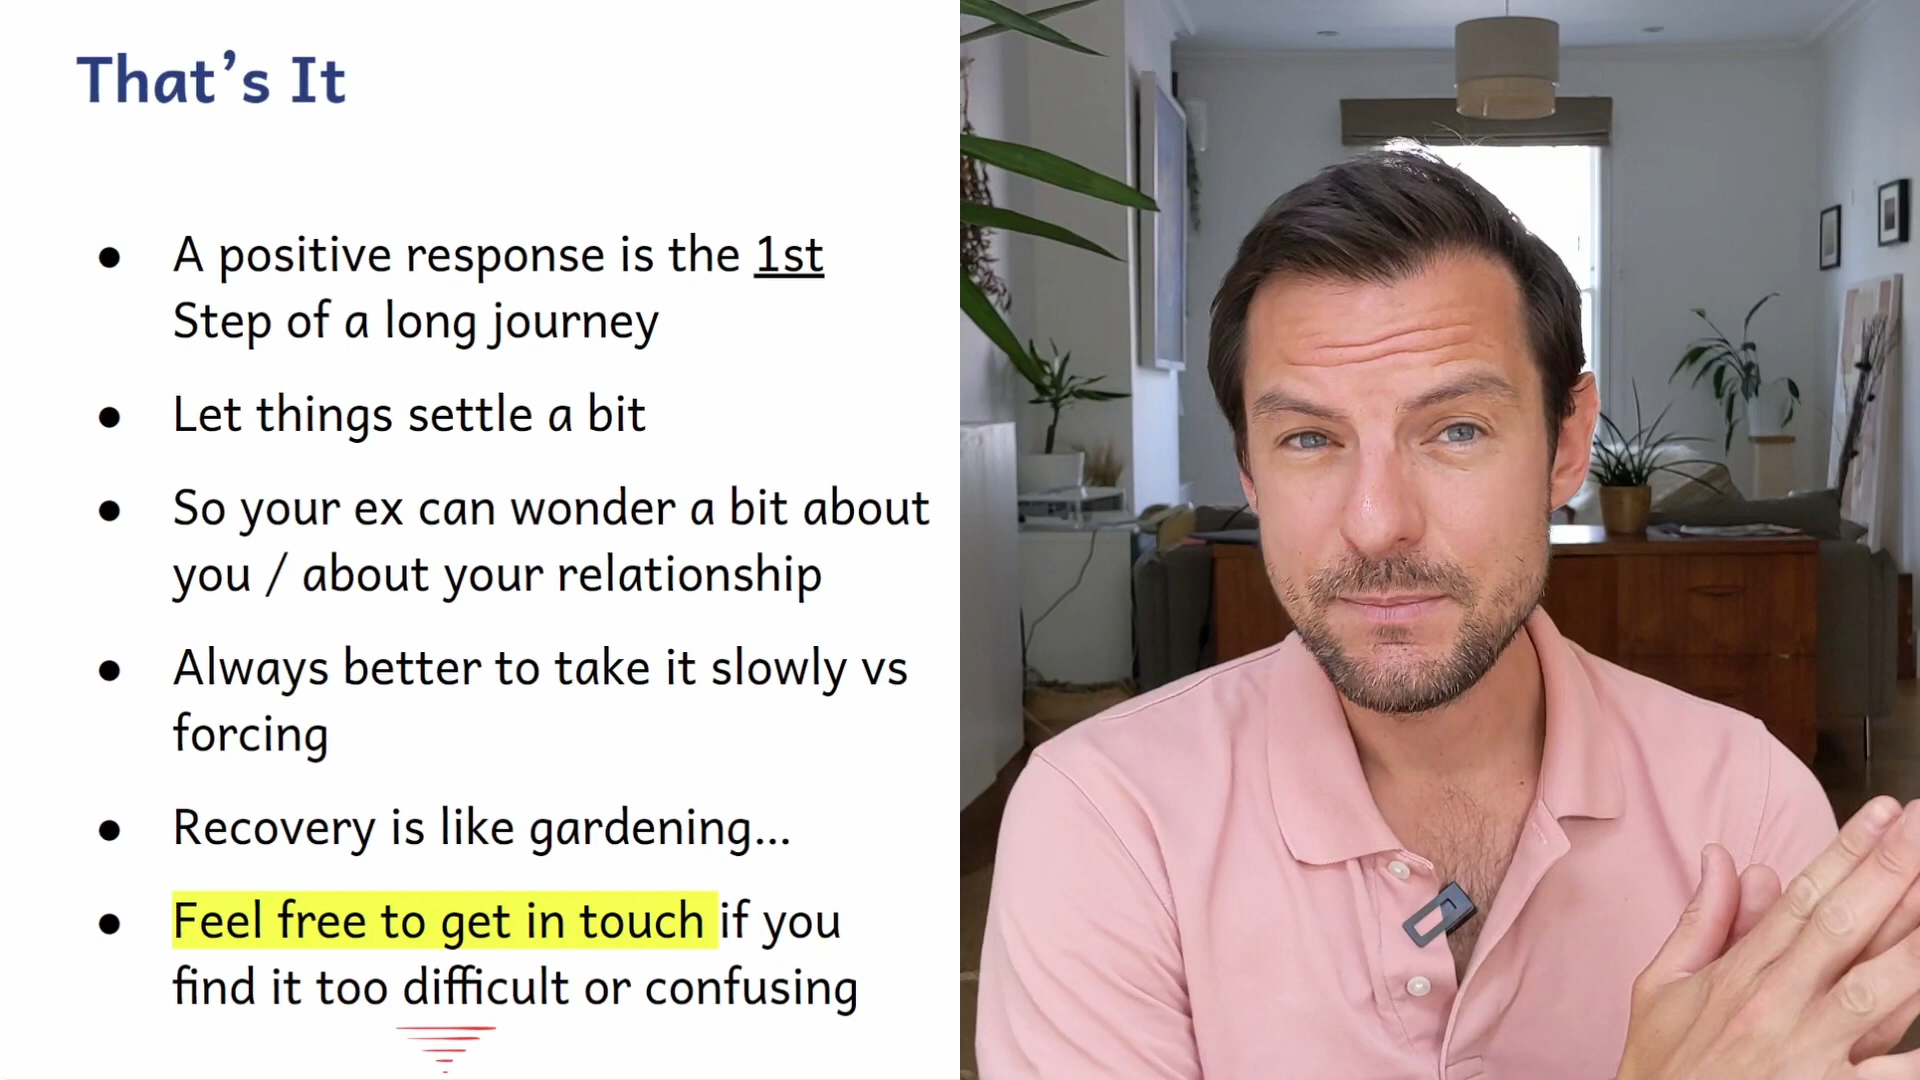 That’s It
● A positive response is the 1st
Step of a long journey
● Let things settle a bit
● So your ex can wonder a bit about
you / about your relationship
● Always better to take it slowly vs
forcing
● Recovery is like gardening...
● Feel free to get in touch if you
find it too difficult or confusing